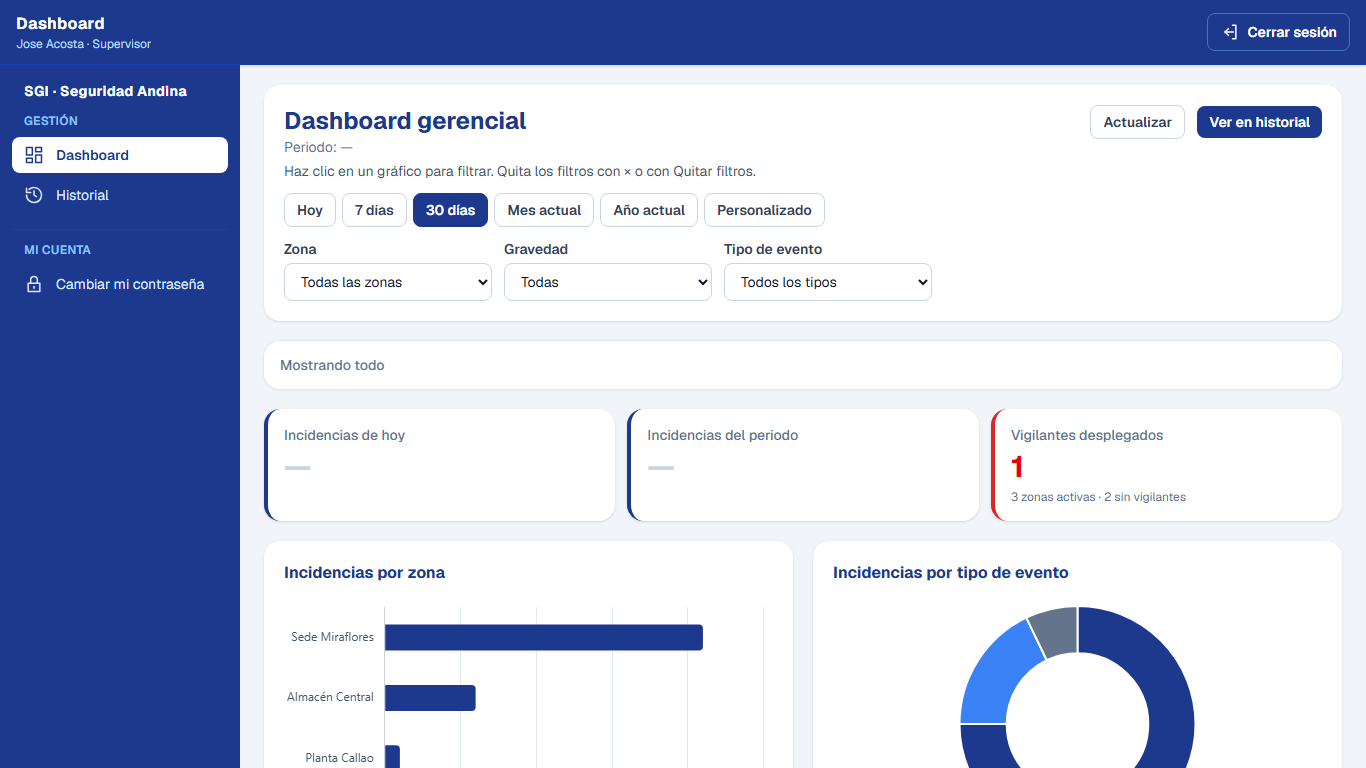 Dashboard
Jose Acosta · Supervisor
Cerrar sesión
SGI · Seguridad Andina
GESTIÓN
Dashboard
Historial
MI CUENTA
Cambiar mi contraseña
Dashboard gerencial
Actualizar
Ver en historial
Periodo: —
Haz clic en un gráfico para filtrar. Quita los filtros con × o con Quitar filtros.
Hoy
7 días
30 días
Mes actual
Año actual
Personalizado
Zona
Gravedad
Tipo de evento
Todas las zonas
Todas
Todos los tipos
Mostrando todo
Incidencias de hoy
—
Incidencias del periodo
—
Vigilantes desplegados
1
3 zonas activas · 2 sin vigilantes
Incidencias por zona
Sede Miraflores
Almacén Central
Planta Callao
Incidencias por tipo de evento